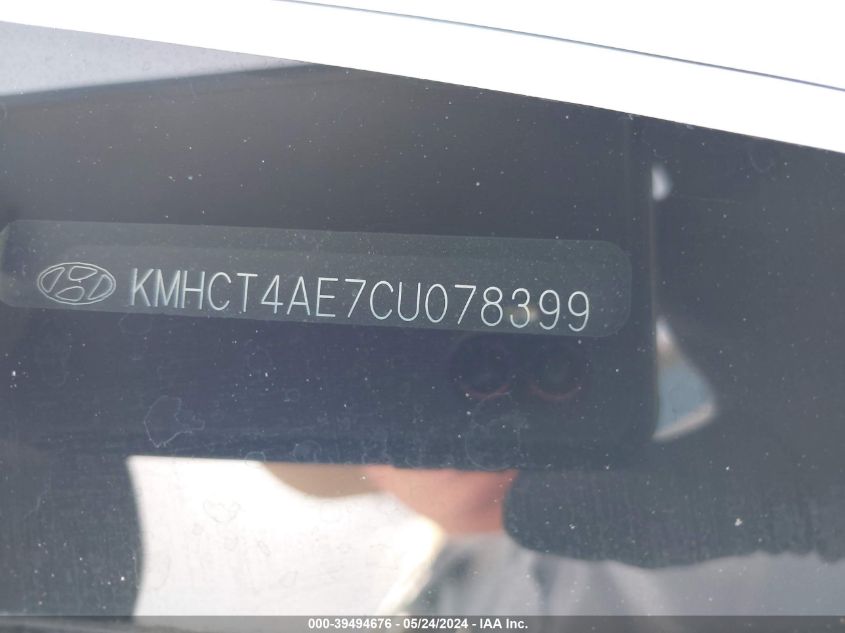 KMHCT4AE7CU078399
000-39494676 - 05/24/2024 - IAA Inc.